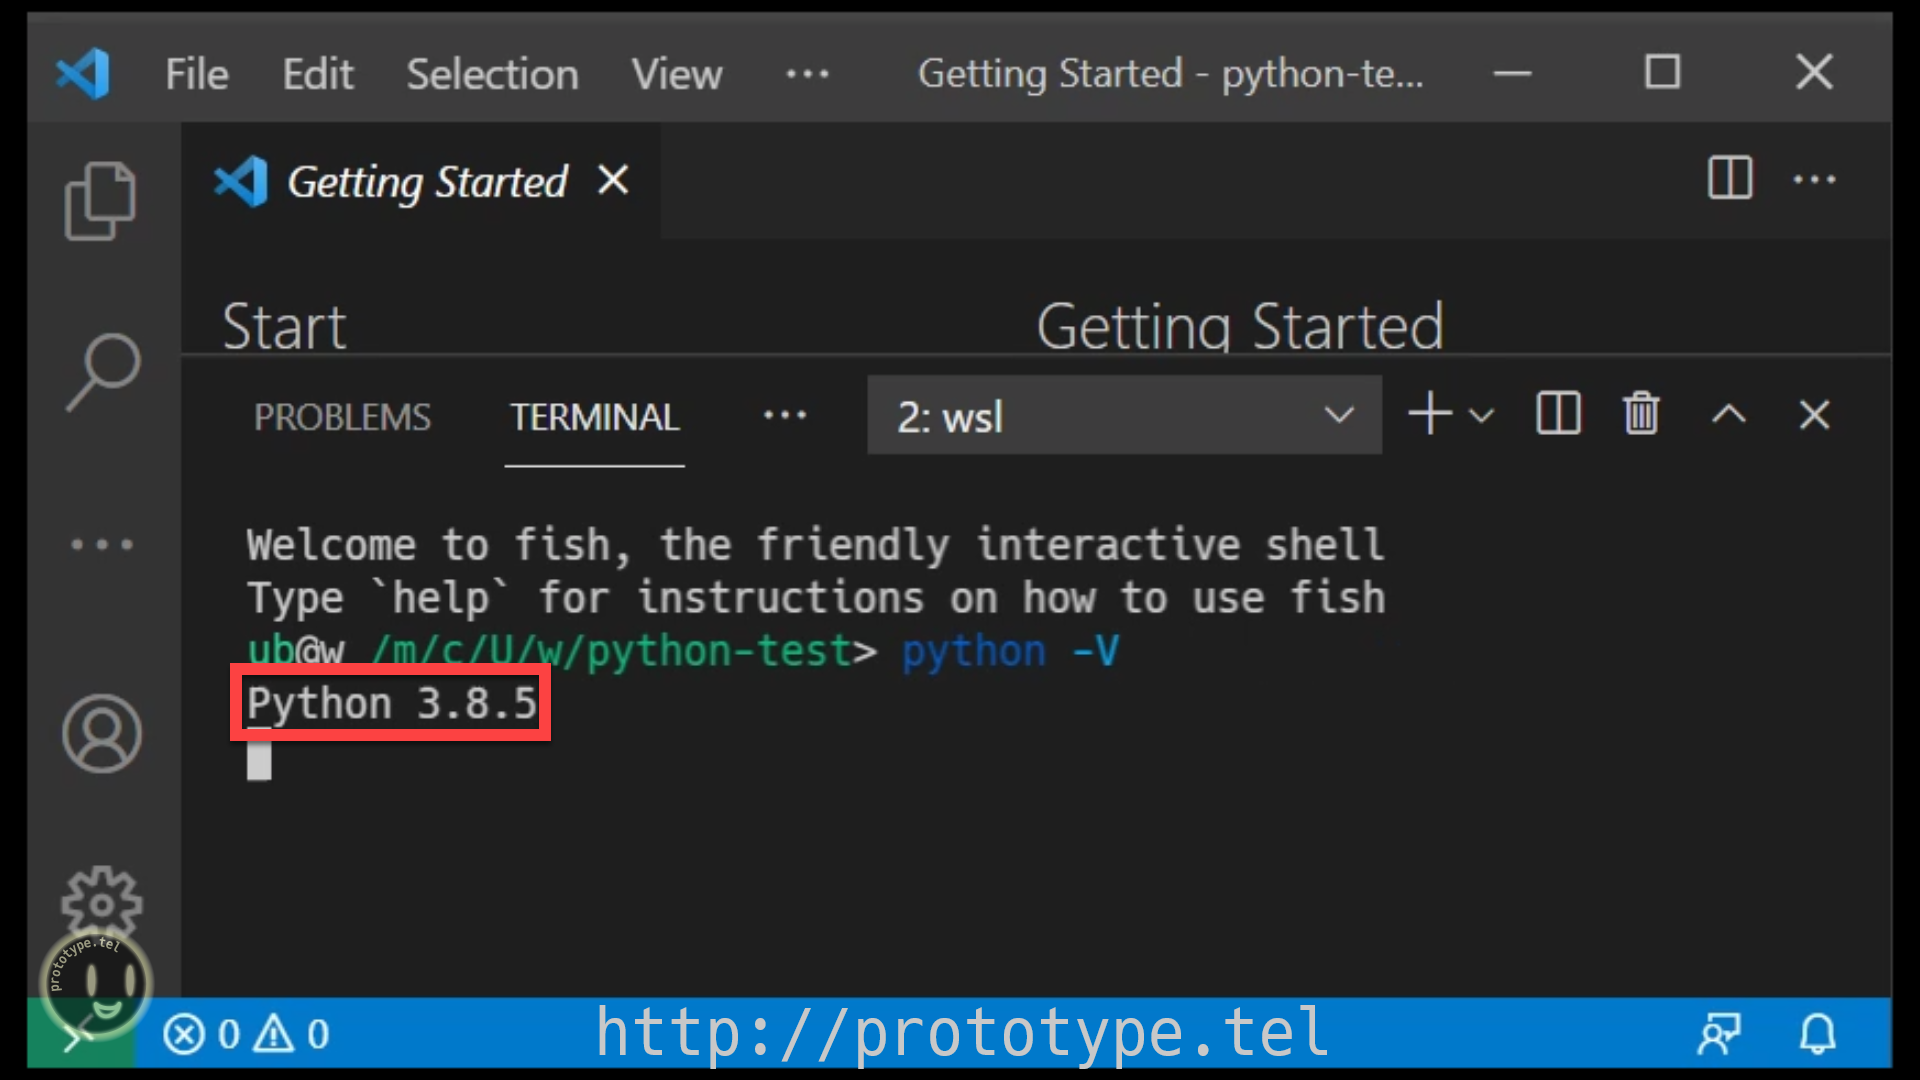 File Edit Selection View ··· Getting Started - python-te...
Getting Started
Start
Getting Started
PROBLEMS TERMINAL ··· 2: wsl
Welcome to fish, the friendly interactive shell
Type `help` for instructions on how to use fish
ub@w /m/c/U/w/python-test> python -V
Python 3.8.5
prototype.tel
0 0 http://prototype.tel